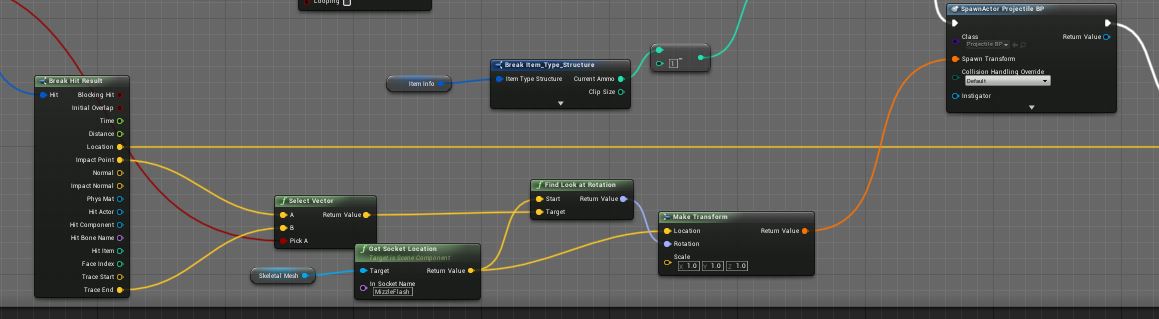 Looping
SpawnActor Projectile BP
Class
Projectile BP
Return Value
Spawn Transform
Collision Handling Override
Default
Instigator
Break Item_Type_Structure
Item Info
Item Type Structure
Current Ammo
Clip Size
1
Break Hit Result
Hit
Blocking Hit
Initial Overlap
Time
Distance
Location
Impact Point
Normal
Impact Normal
Phys Mat
Hit Actor
Hit Component
Hit Bone Name
Hit Item
Face Index
Trace Start
Trace End
Select Vector
A
Return Value
B
Pick A
Get Socket Location
Target is Scene Component
Skeletal Mesh
Target
Return Value
In Socket Name
MizzleFlash
Find Look at Rotation
Start
Return Value
Target
Make Transform
Location
Return Value
Rotation
Scale
X 1.0 Y 1.0 Z 1.0